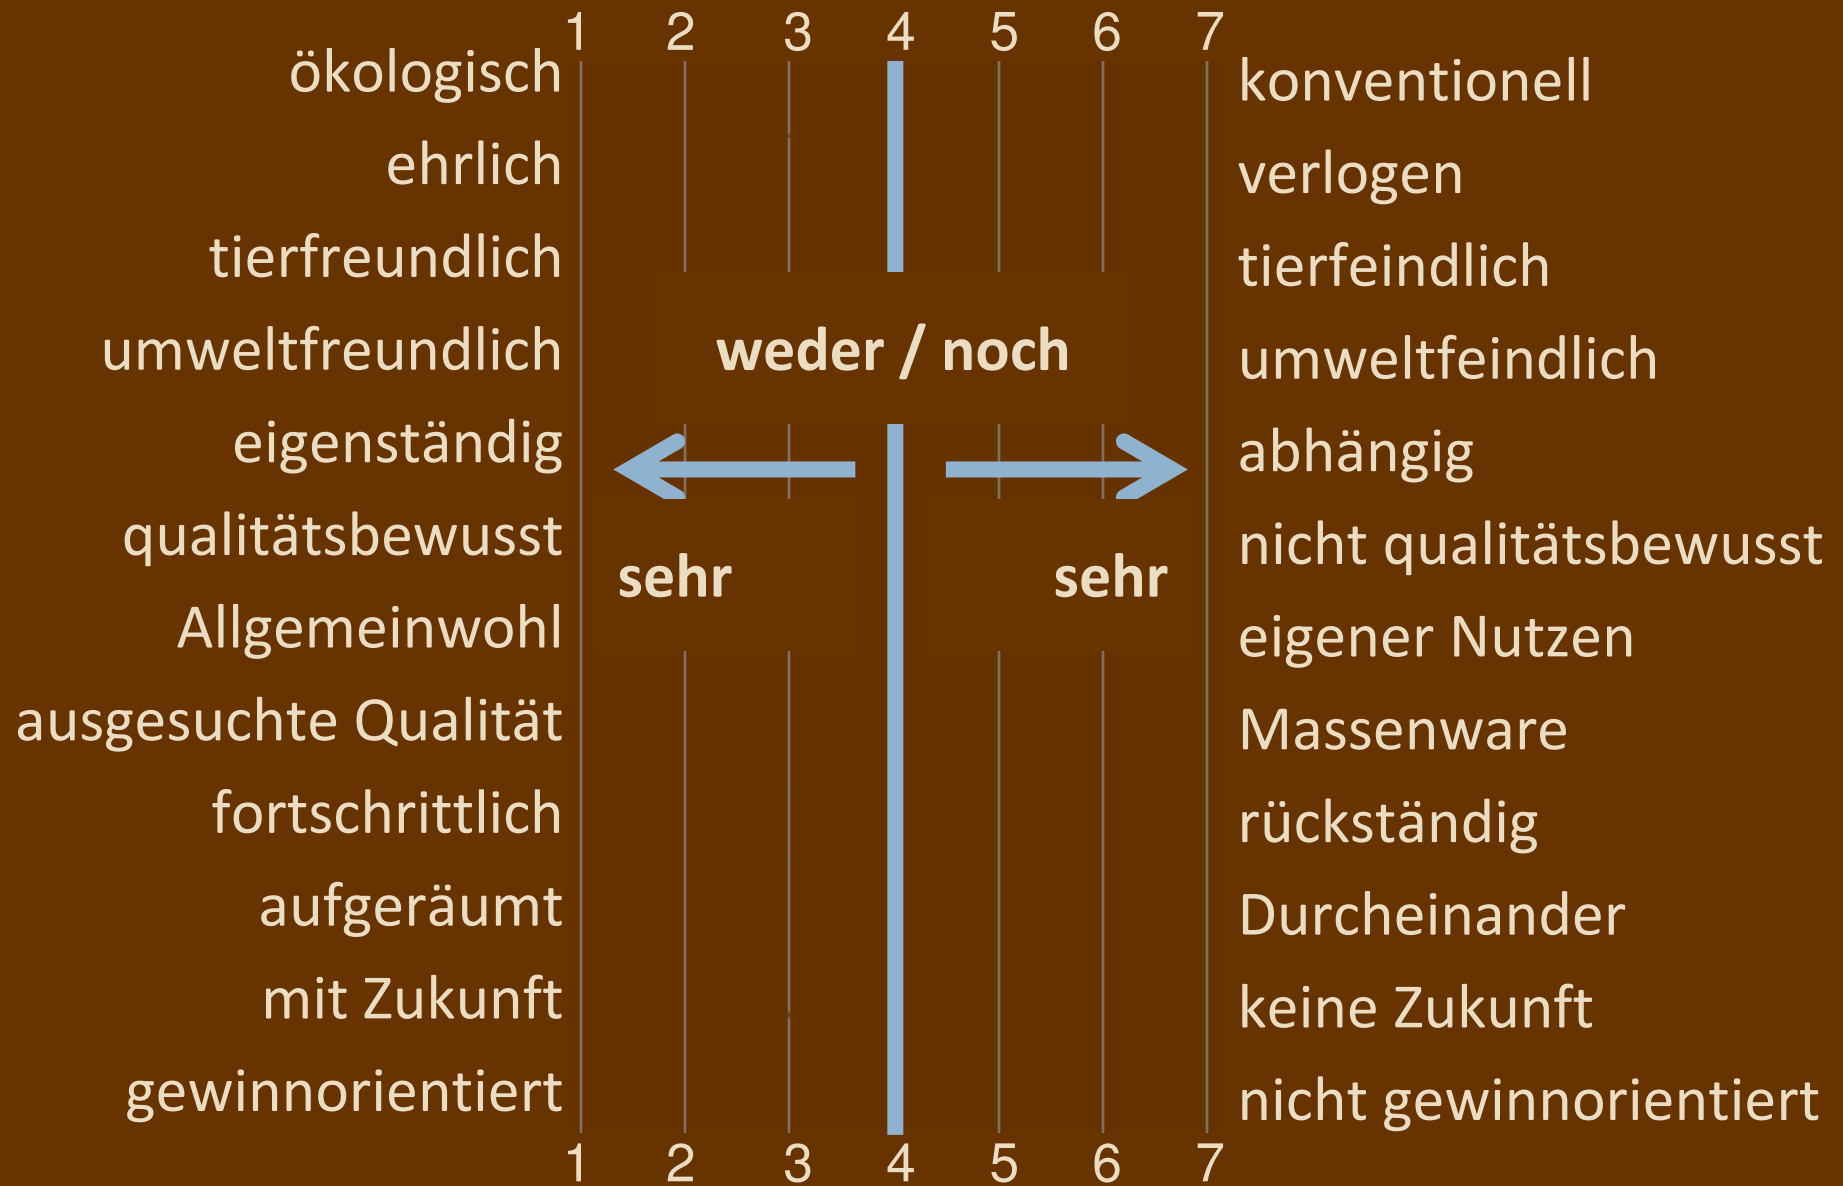 1 2 3 4 5 6 7
ökologisch konventionell
ehrlich verlogen
tierfreundlich tierfeindlich
umweltfreundlich weder / noch umweltfeindlich
eigenständig abhängig
qualitätsbewusst nicht qualitätsbewusst
sehr sehr
Allgemeinwohl eigener Nutzen
ausgesuchte Qualität Massenware
fortschrittlich rückständig
aufgeräumt Durcheinander
mit Zukunft keine Zukunft
gewinnorientiert nicht gewinnorientiert
1 2 3 4 5 6 7